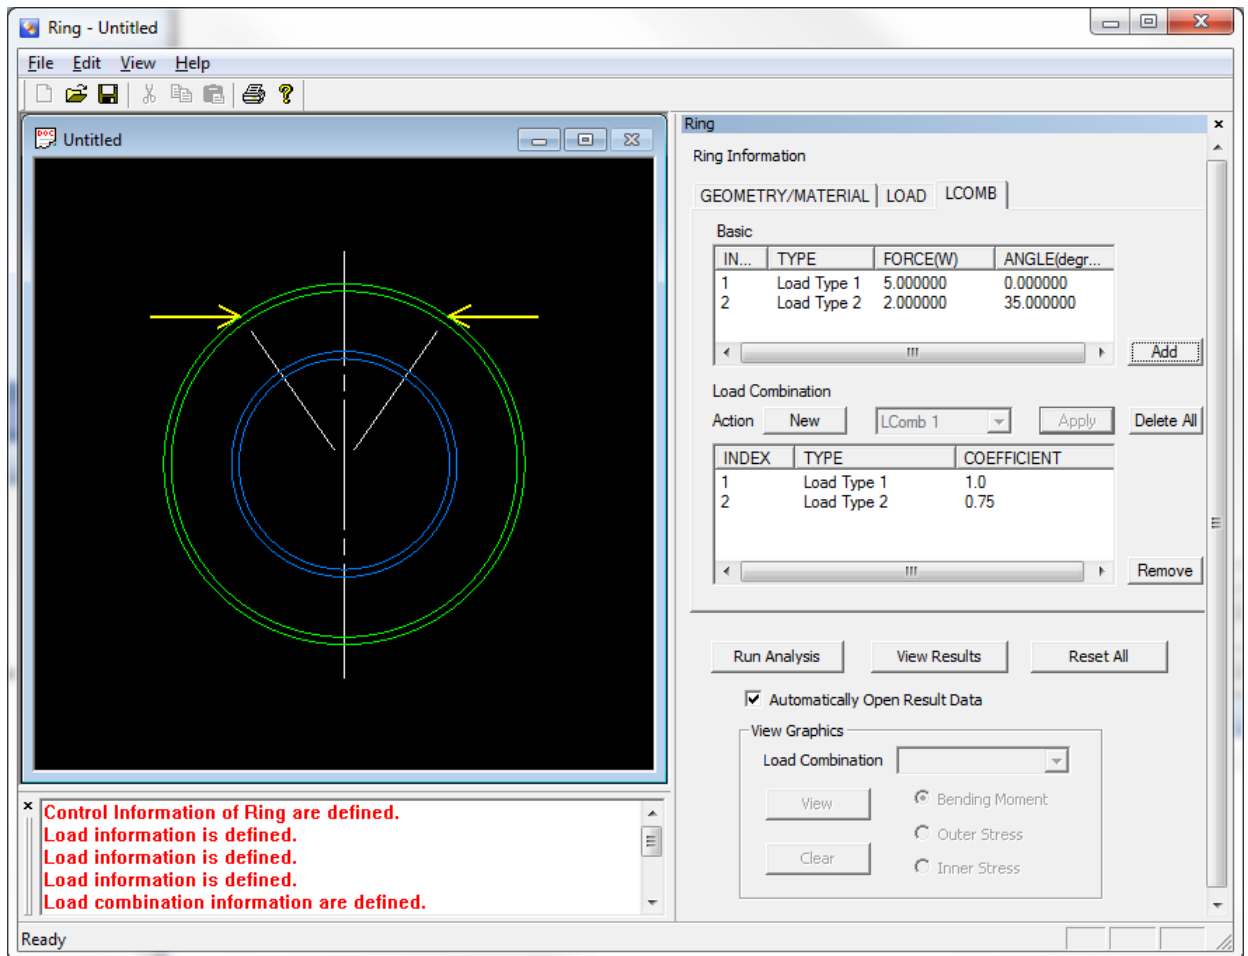 Ring - Untitled
File Edit View Help
DOC Untitled
Control Information of Ring are defined.
Load information is defined.
Load information is defined.
Load information is defined.
Load combination information are defined.
Ready
Ring
Ring Information
GEOMETRY/MATERIAL LOAD LCOMB
Basic
IN... TYPE FORCE(W) ANGLE(degr...
1 Load Type 1 5.000000 0.000000
2 Load Type 2 2.000000 35.000000
Add
Load Combination
Action New LComb 1 Apply Delete All
INDEX TYPE COEFFICIENT
1 Load Type 1 1.0
2 Load Type 2 0.75
Remove
Run Analysis View Results Reset All
Automatically Open Result Data
View Graphics
Load Combination
View Bending Moment
Outer Stress
Clear
Inner Stress